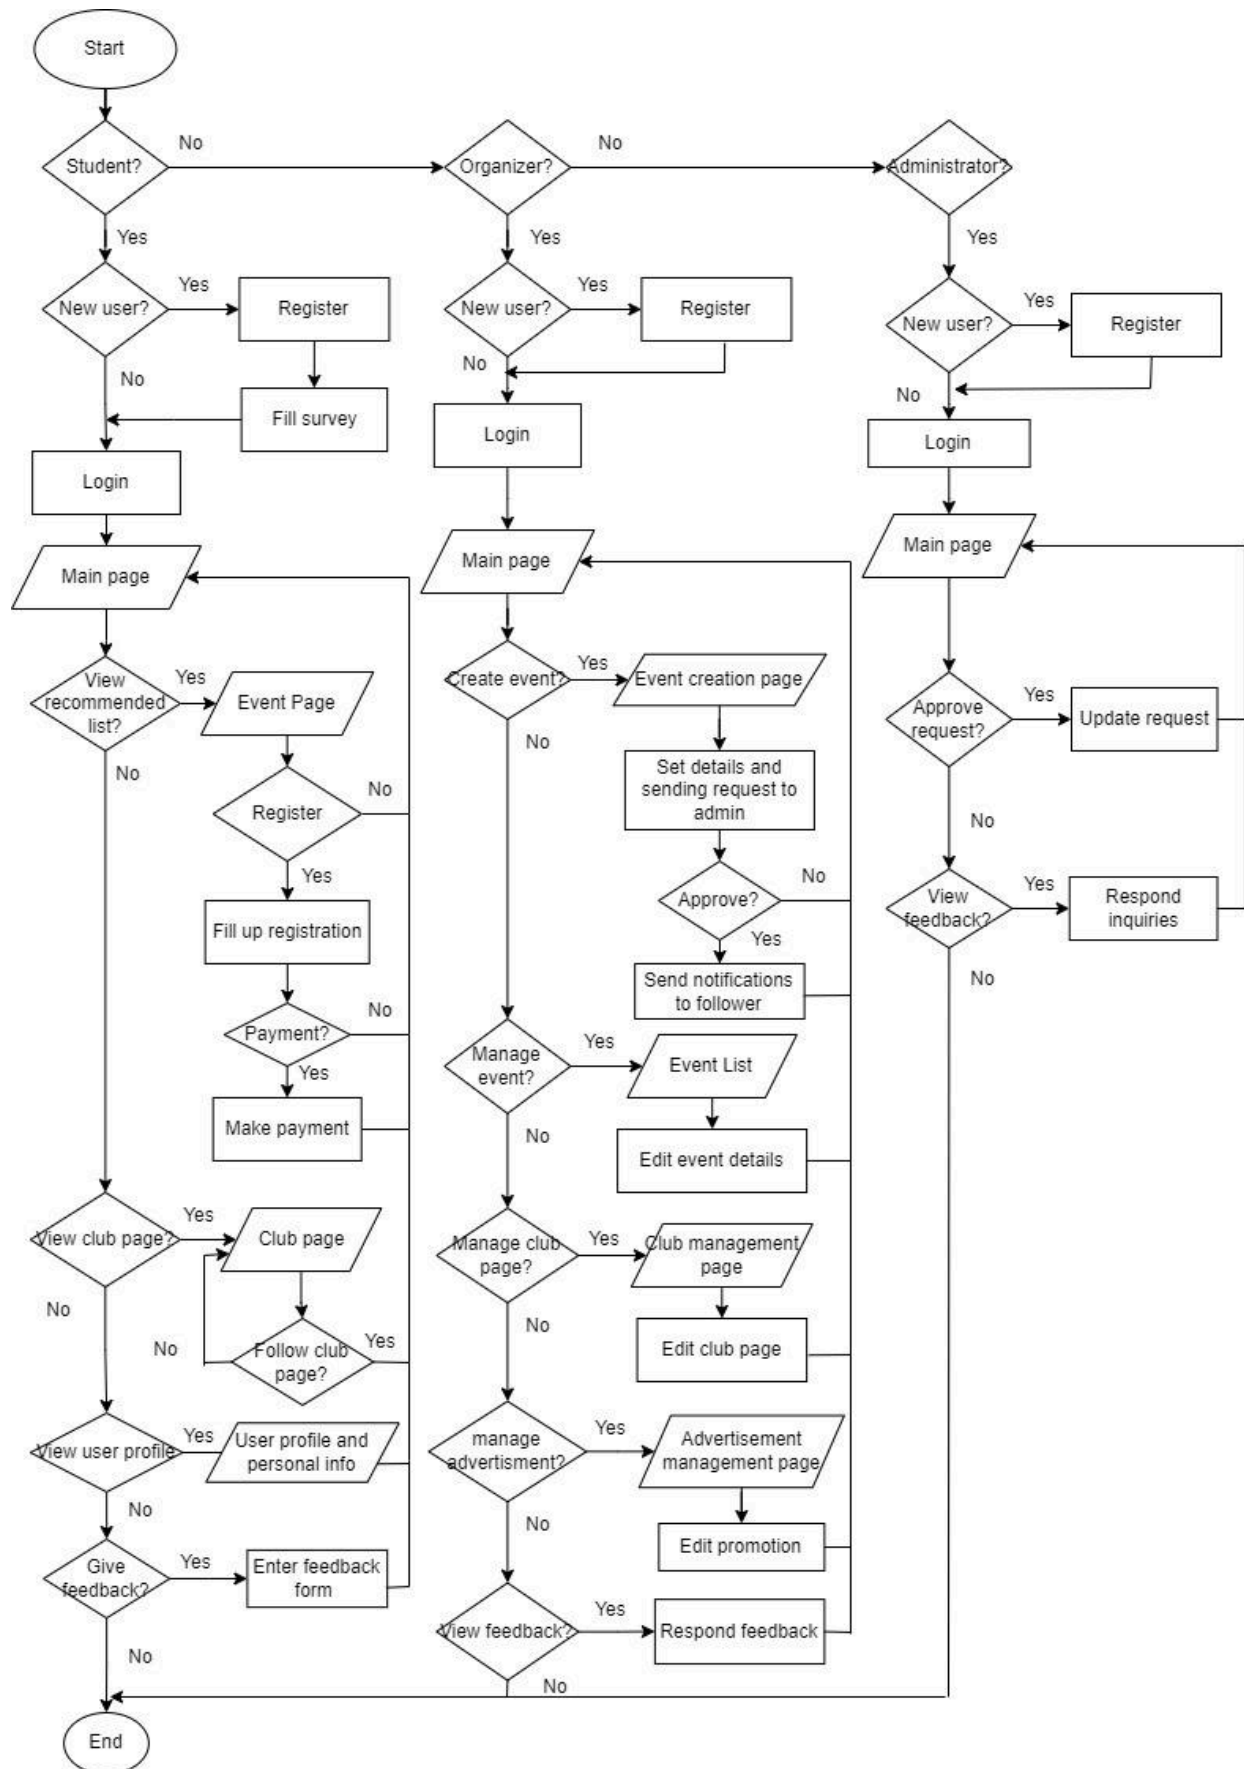 Start
Student?
No
Organizer?
No
Administrator?
Yes
Yes
Yes
New user?
Yes
Register
New user?
Yes
Register
New user?
Yes
Register
No
No
No
Fill survey
Login
Login
Login
Main page
Main page
Main page
View
recommended
list?
Yes
Event Page
No
Register
No
Yes
Fill up registration
Payment?
No
Yes
Make payment
View club page?
Yes
Club page
No
Follow club
page?
No
Yes
View user profile
Yes
User profile and
personal info
No
Give
feedback?
Yes
Enter feedback
form
No
End
Create event?
Yes
Event creation page
No
Set details and
sending request to
admin
Approve?
No
Yes
Send notifications
to follower
Manage
event?
Yes
Event List
No
Edit event details
Manage club
page?
Yes
Club management
page
No
Edit club page
manage
advertisment?
Yes
Advertisement
management page
No
Edit promotion
View feedback?
Yes
Respond feedback
No
Approve
request?
Yes
Update request
No
View
feedback?
Yes
Respond
inquiries
No